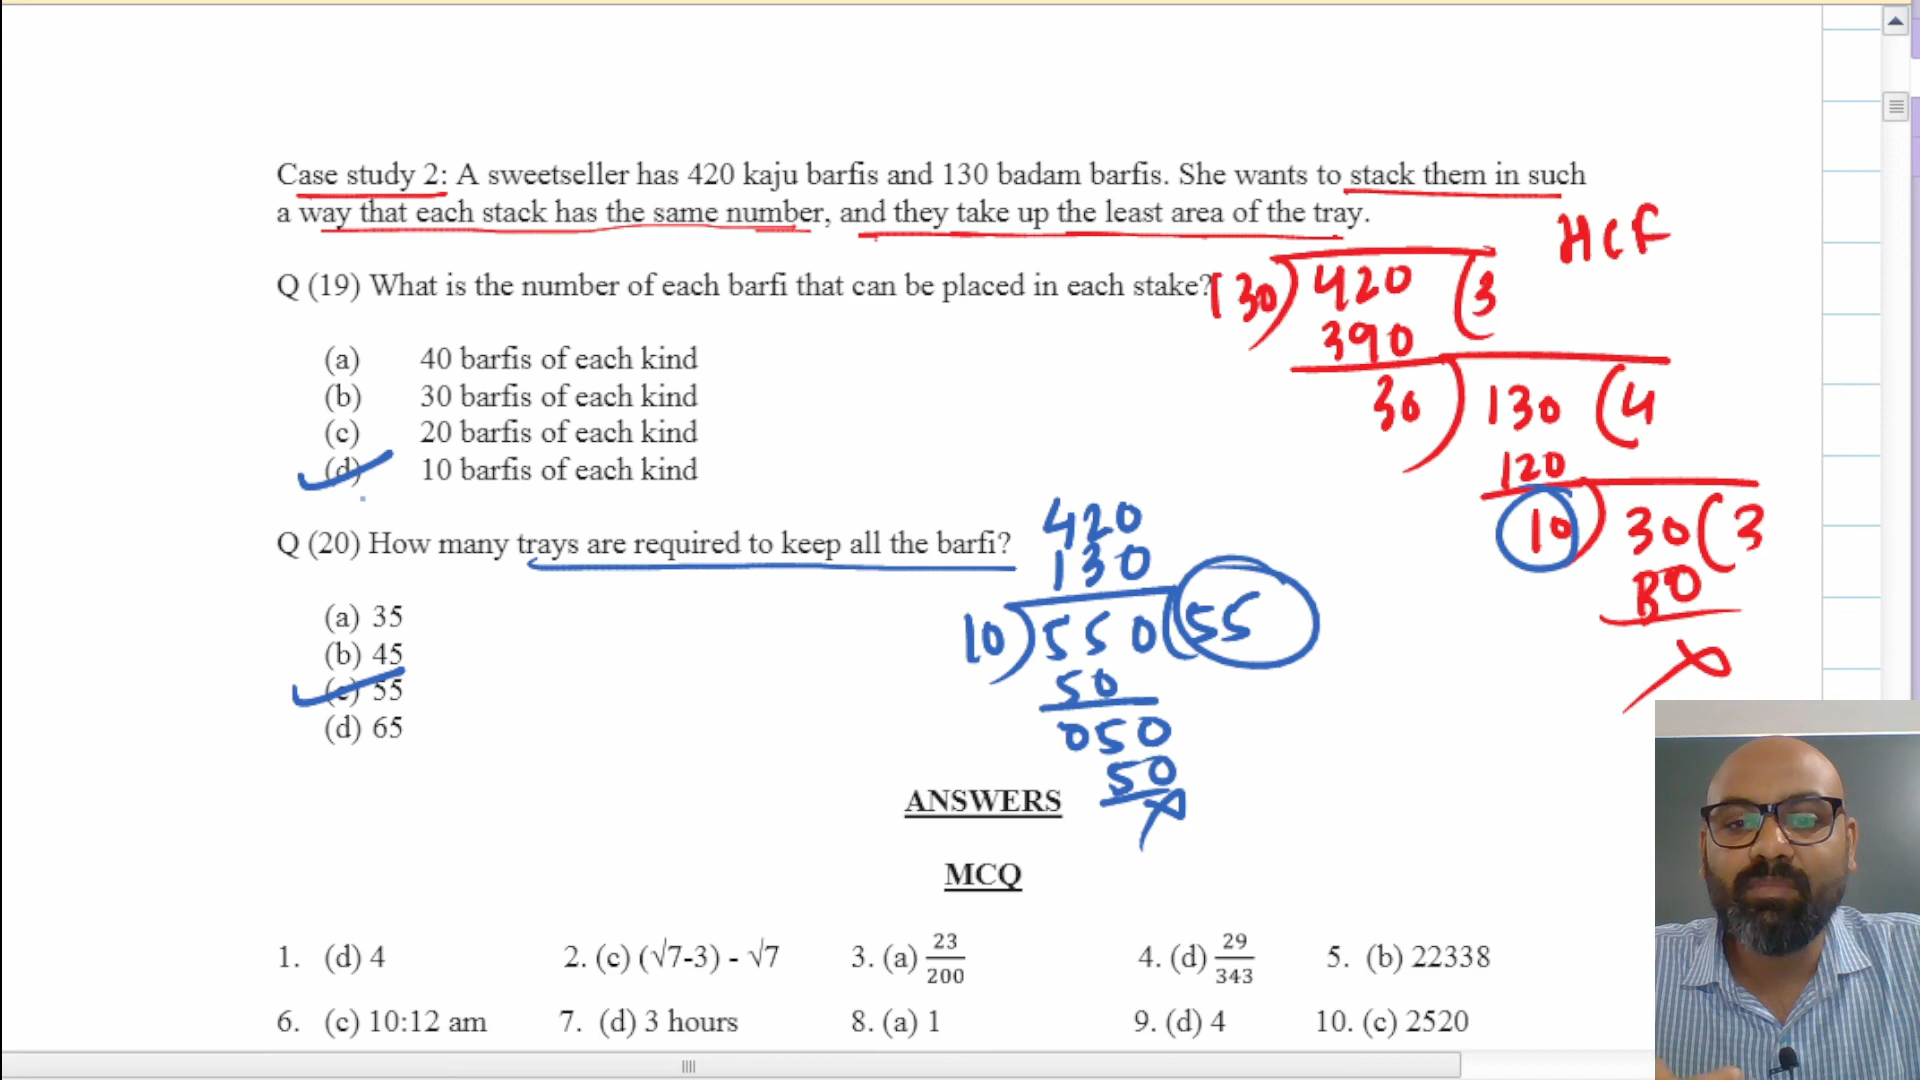 Case study 2: A sweetseller has 420 kaju barfis and 130 badam barfis. She wants to stack them in such
a way that each stack has the same number, and they take up the least area of the tray.
HCF
Q (19) What is the number of each barfi that can be placed in each stake?
130) 420 (3
390
30) 130 (4
120
10) 30 (3
30
(a) 40 barfis of each kind
(b) 30 barfis of each kind
(c) 20 barfis of each kind
(d) 10 barfis of each kind
Q (20) How many trays are required to keep all the barfi?
420
130
10) 550 (55
50
050
50
(a) 35
(b) 45
(c) 55
(d) 65
ANSWERS
MCQ
1. (d) 4 2. (c) (√7-3) - √7 3. (a) 23/200 4. (d) 29/343 5. (b) 22338
6. (c) 10:12 am 7. (d) 3 hours 8. (a) 1 9. (d) 4 10. (c) 2520